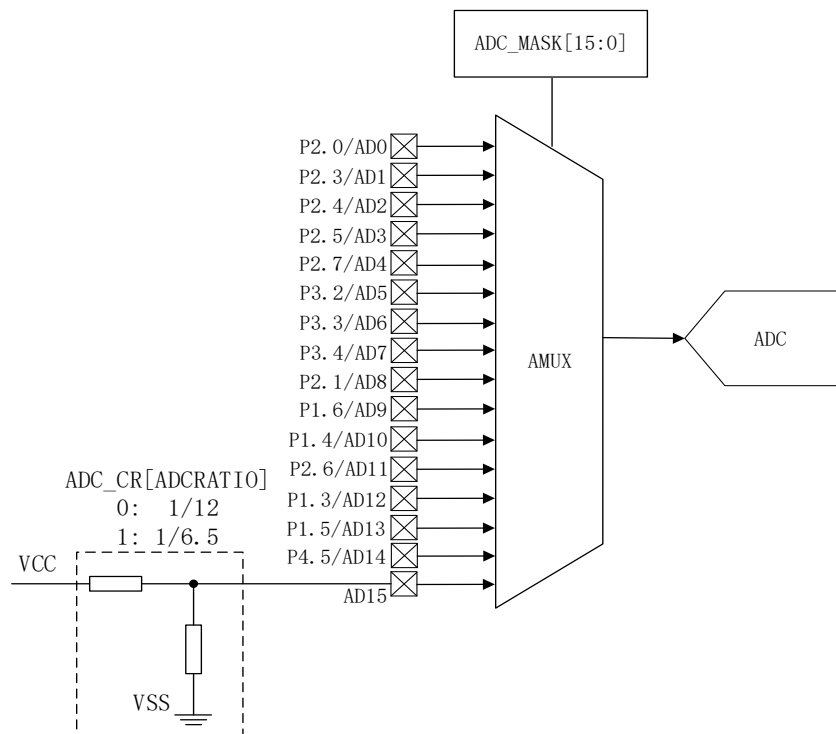 ADC_MASK[15:0]
P2.0/AD0
P2.3/AD1
P2.4/AD2
P2.5/AD3
P2.7/AD4
P3.2/AD5
P3.3/AD6
P3.4/AD7
P2.1/AD8
P1.6/AD9
P1.4/AD10
P2.6/AD11
P1.3/AD12
P1.5/AD13
P4.5/AD14
AD15
AMUX
ADC
ADC_CR[ADCRATIO]
0: 1/12
1: 1/6.5
VCC
VSS